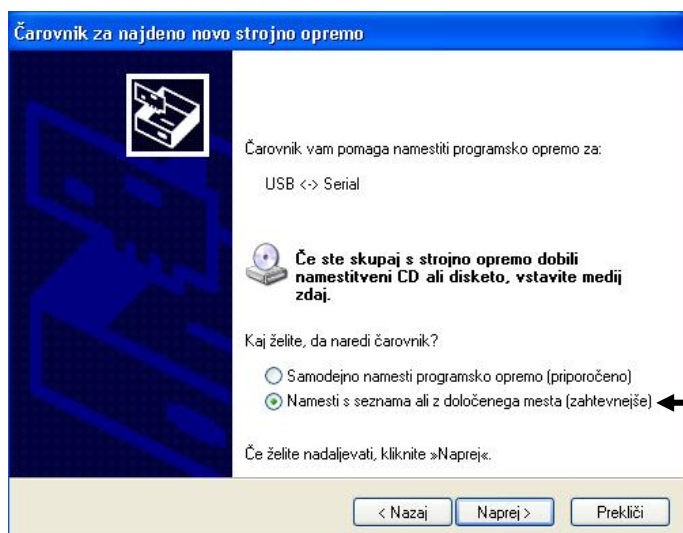 Čarovnik za najdeno novo strojno opremo
Čarovnik vam pomaga namestiti programsko opremo za:
USB <-> Serial
Če ste skupaj s strojno opremo dobili
namestitveni CD ali disketo, vstavite medij
zdaj.
Kaj želite, da naredi čarovnik?
Samodejno namesti programsko opremo (priporočeno)
Namesti s seznama ali z določenega mesta (zahtevnejše)
Če želite nadaljevati, kliknite »Naprej«.
< Nazaj Naprej > Prekliči